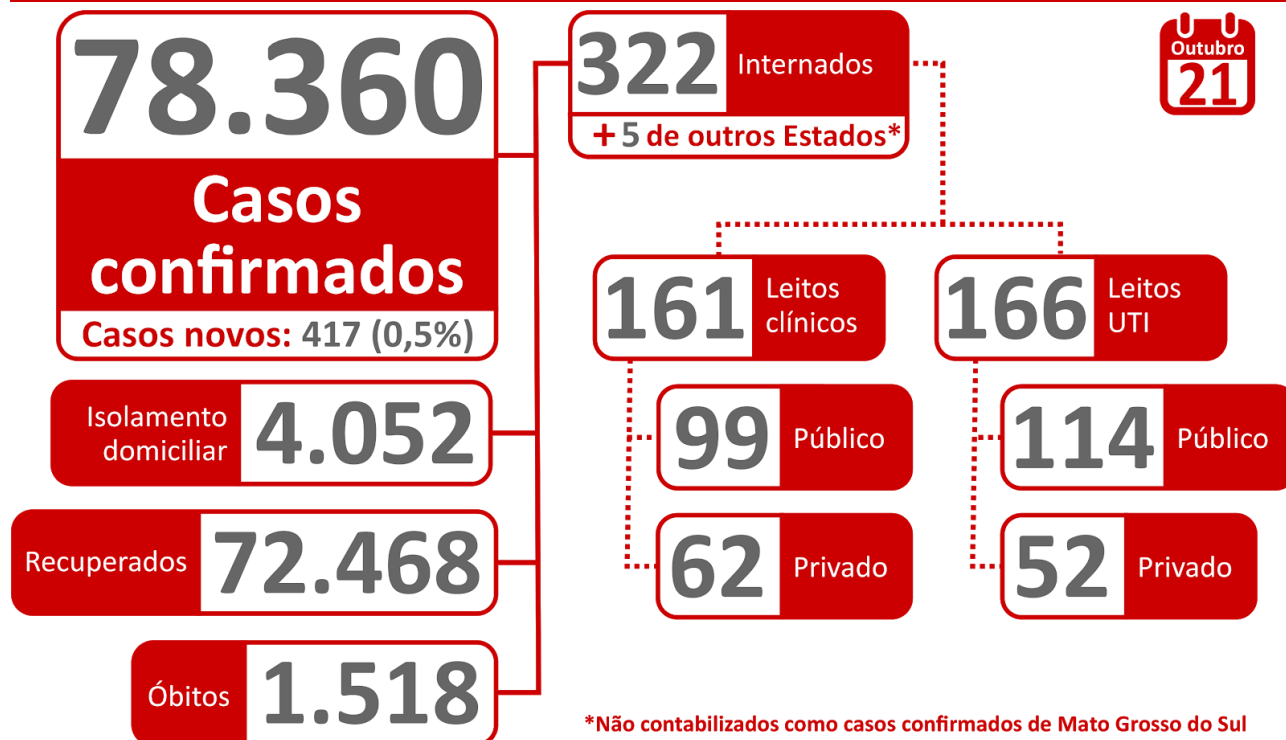 78.360
Casos
confirmados
Casos novos: 417 (0,5%)
Isolamento
domiciliar
4.052
Recuperados
72.468
Óbitos
1.518
322
Internados
+5 de outros Estados*
Outubro
21
161
Leitos
clínicos
99
Público
62
Privado
166
Leitos
UTI
114
Público
52
Privado
*Não contabilizados como casos confirmados de Mato Grosso do Sul